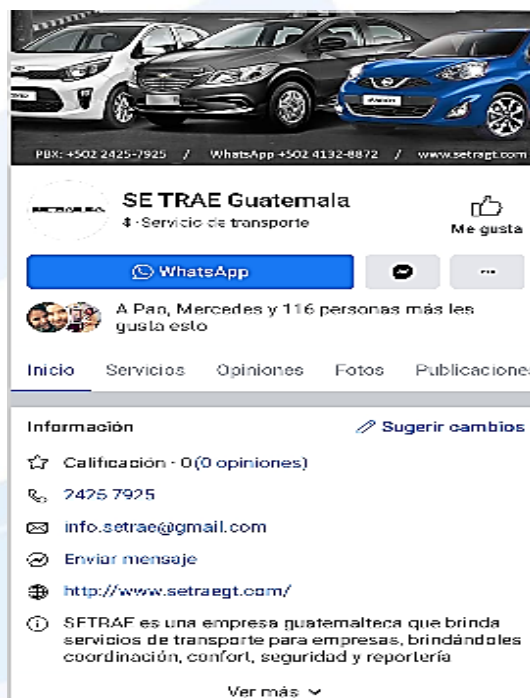 PBX: +502 2425-7925 / WhatsApp +502 4132-8872 / www.setragt.com
SE TRAE Guatemala
$ · Servicio de transporte
Me gusta
WhatsApp
A Pao, Mercedes y 116 personas más les
gusta esto
Inicio Servicios Opiniones Fotos Publicaciones
Información
Sugerir cambios
Calificación · 0 (0 opiniones)
2425 7925
info.setrae@gmail.com
Enviar mensaje
http://www.setraegt.com/
SETRAE es una empresa guatemalteca que brinda
servicios de transporte para empresas, brindándoles
coordinación, confort, seguridad y reportería
Ver más